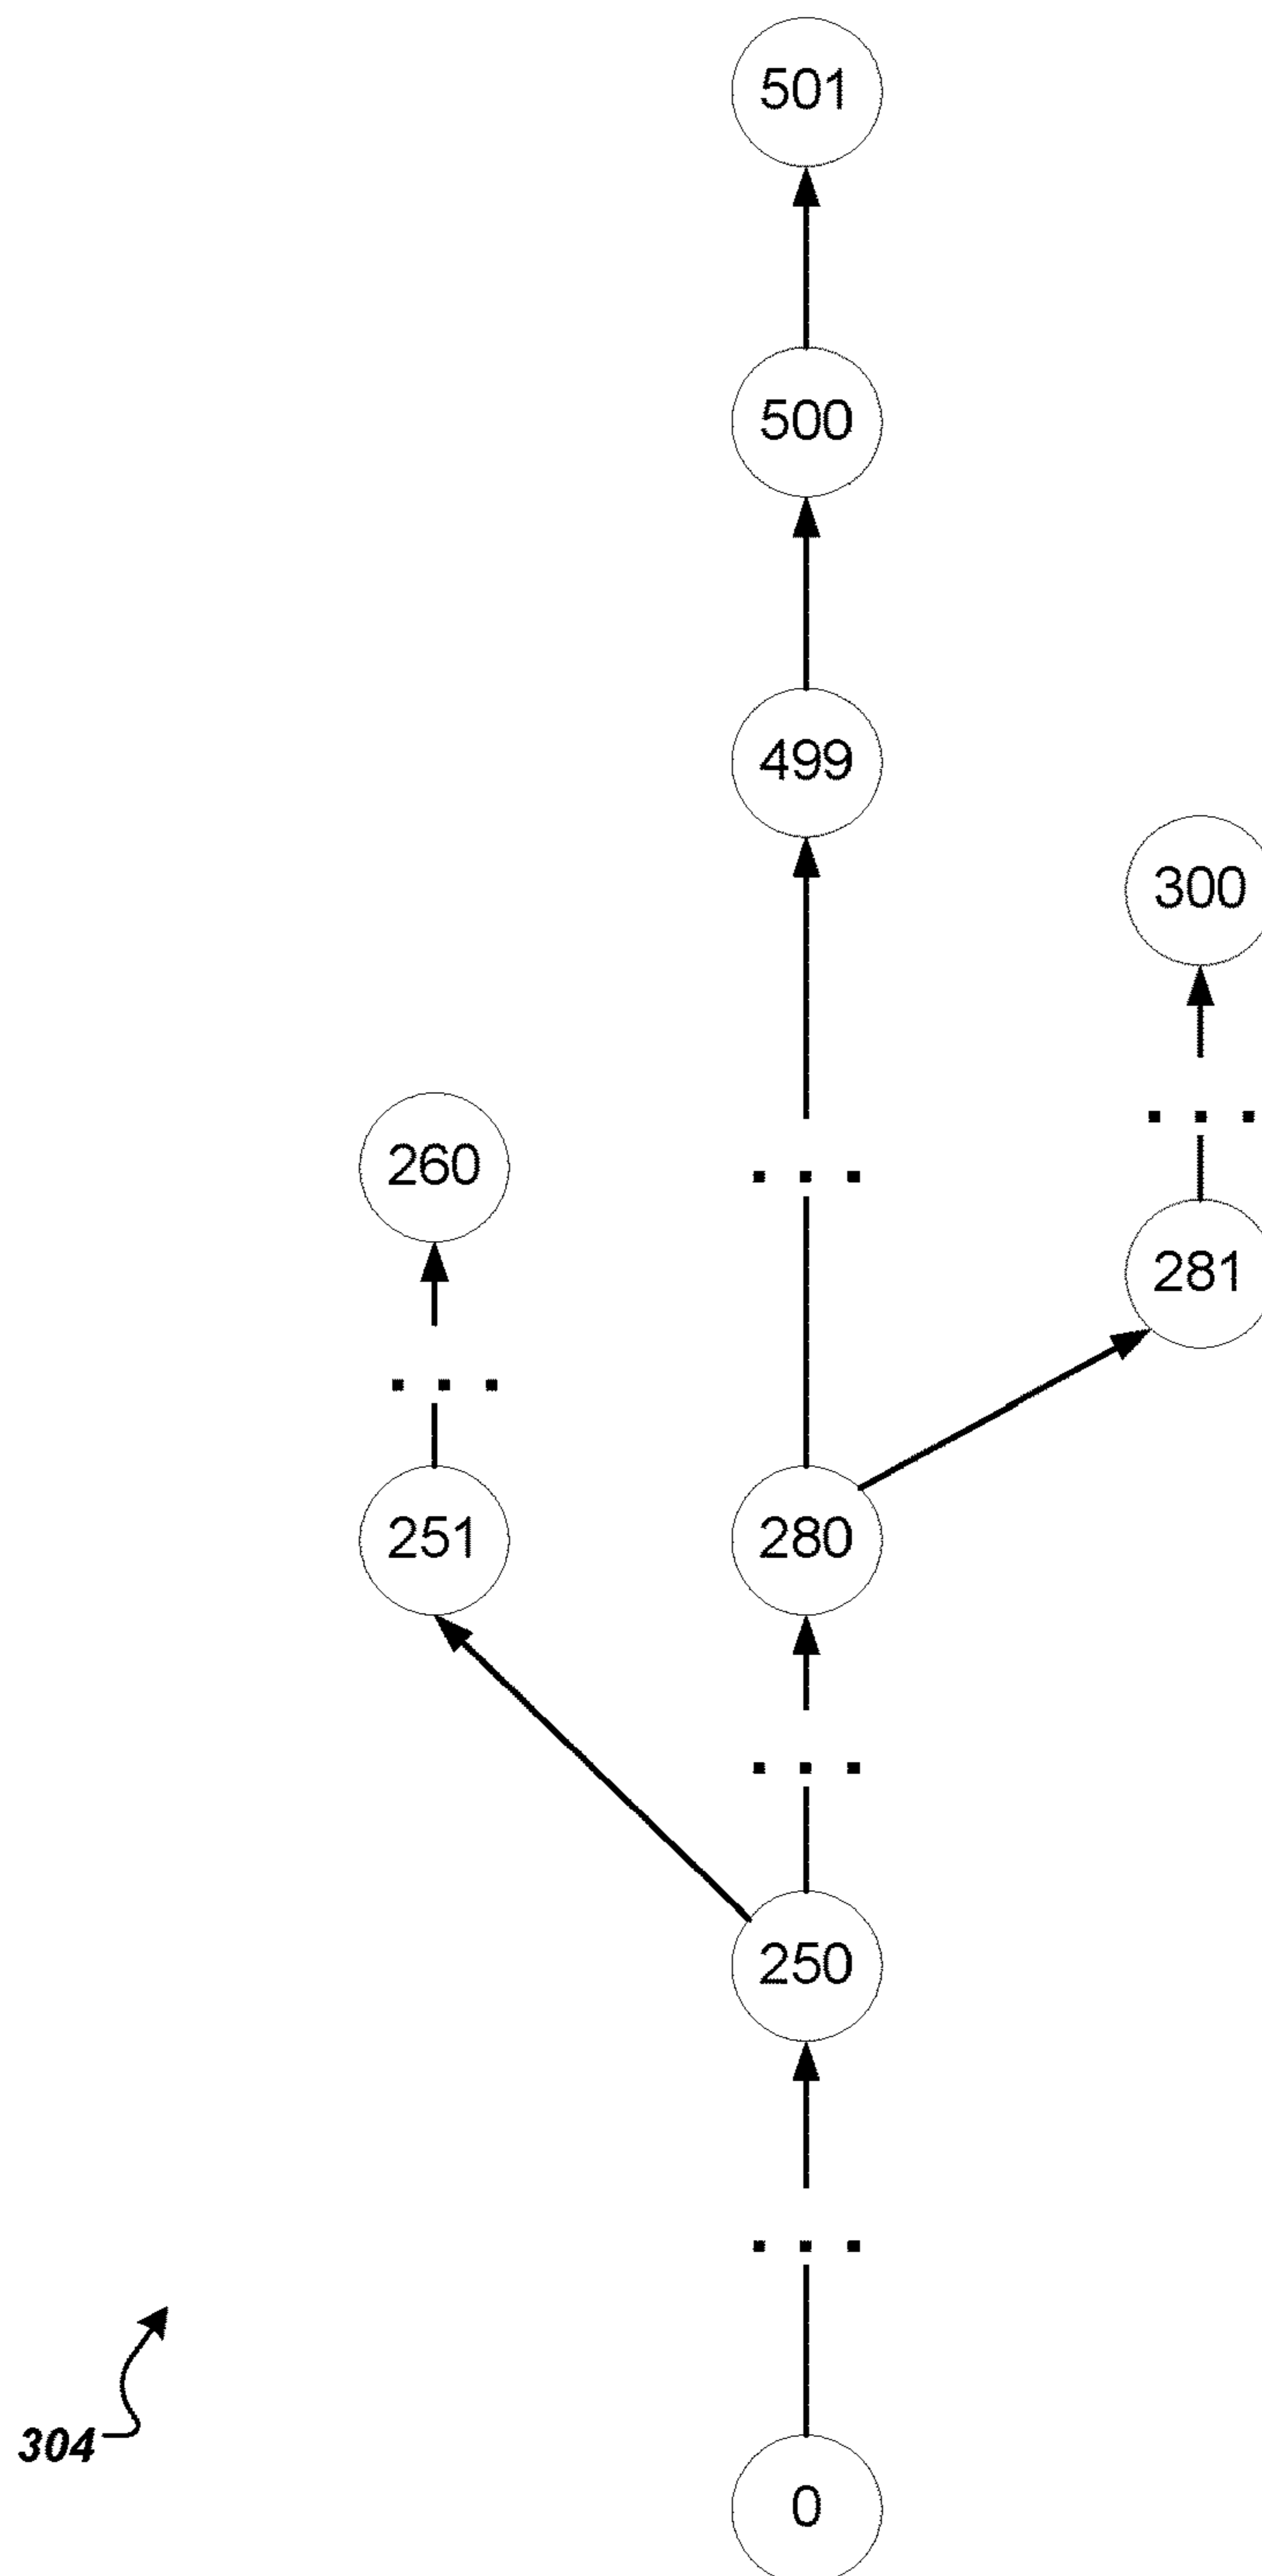 501
500
499
300
260
. . .
. . .
281
. . .
251
280
. . .
250
. . .
304
0